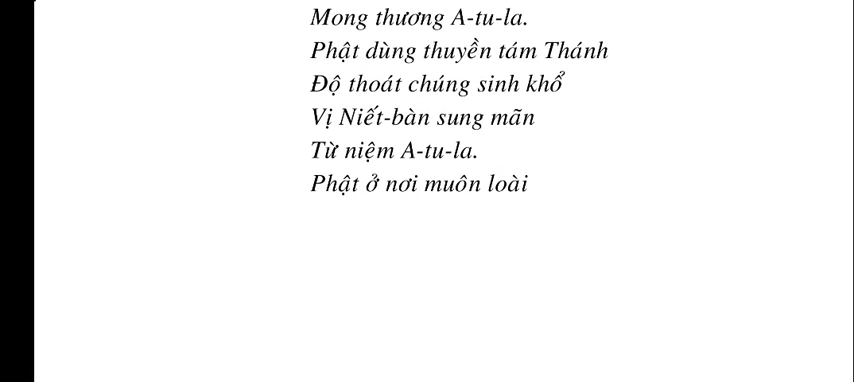 Mong thương A-tu-la.
Phật dùng thuyền tám Thánh
Độ thoát chúng sinh khổ
Vị Niết-bàn sung mãn
Từ niệm A-tu-la.
Phật ở nơi muôn loài